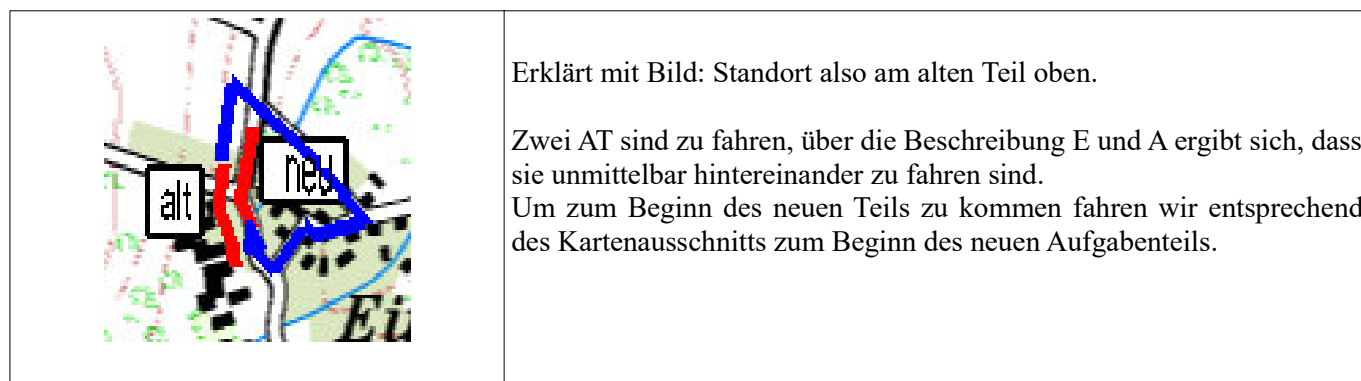 Erklärt mit Bild: Standort also am alten Teil oben.
Zwei AT sind zu fahren, über die Beschreibung E und A ergibt sich, dass
sie unmittelbar hintereinander zu fahren sind.
Um zum Beginn des neuen Teils zu kommen fahren wir entsprechend
des Kartenausschnitts zum Beginn des neuen Aufgabenteils.
neu
alt